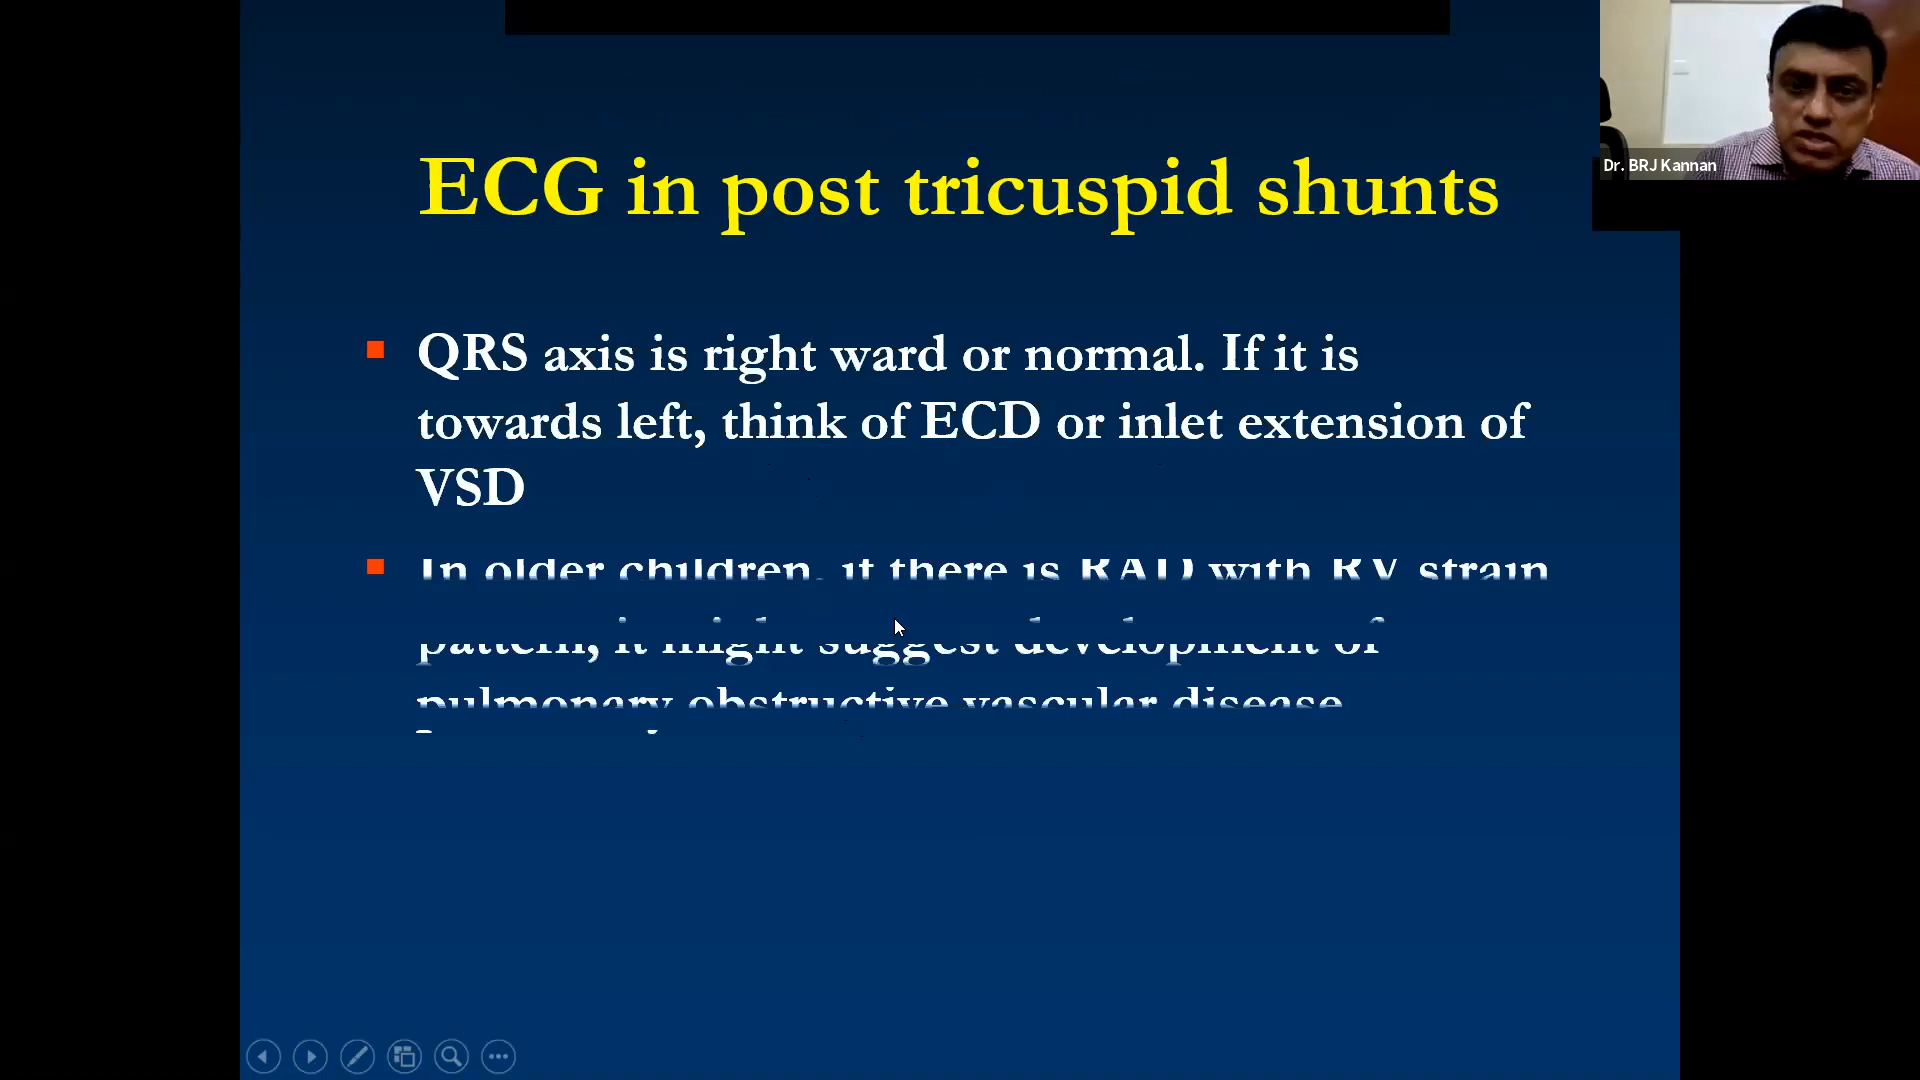 ECG in post tricuspid shunts
Dr. BRJ Kannan
QRS axis is right ward or normal. If it is
towards left, think of ECD or inlet extension of
VSD
In older children, if there is RAD with RV strain
pattern, it might suggest development of
pulmonary obstructive vascular disease